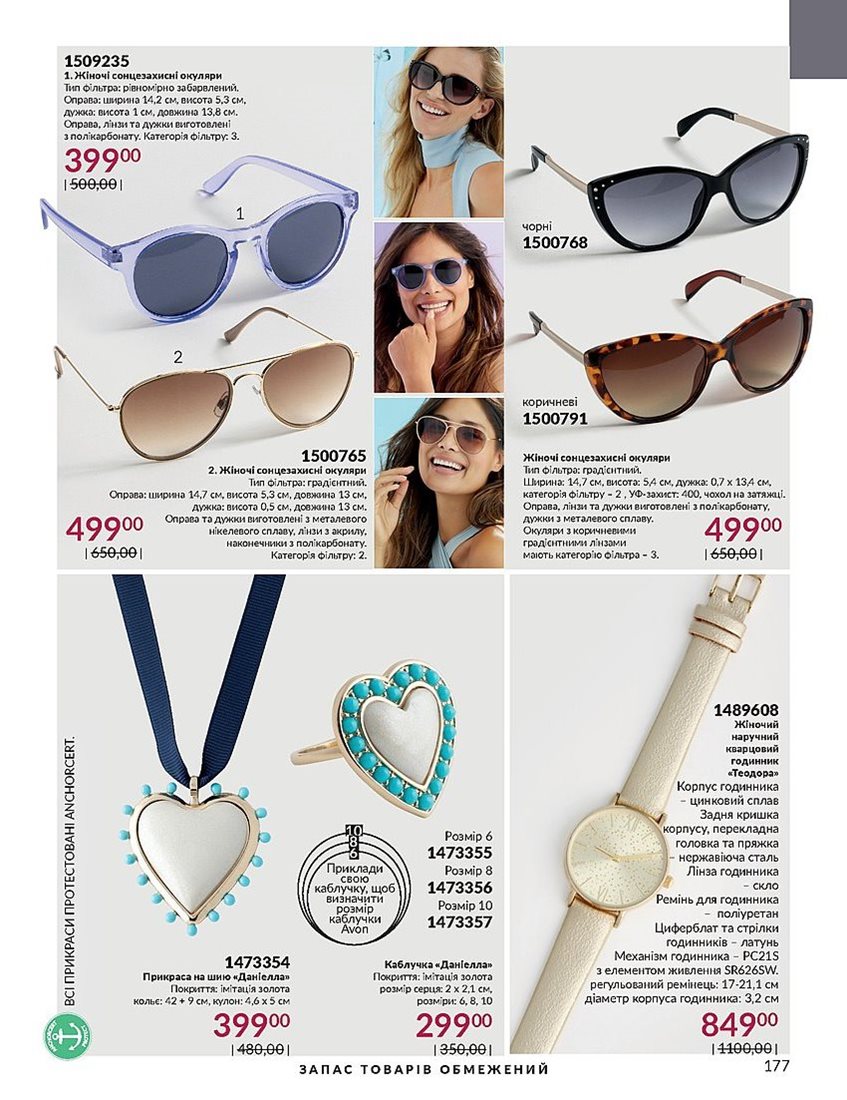 1509235
1. Жіночі сонцезахисні окуляри
Тип фільтра: рівномірно забарвлений.
Оправа: ширина 14,2 см, висота 5,3 см,
дужка: висота 1 см, довжина 13,8 см.
Оправа, лінзи та дужки виготовлені
з полікарбонату. Категорія фільтру: 3.
399⁰⁰
|500,00|
1
2
1500765
2. Жіночі сонцезахисні окуляри
Тип фільтра: градієнтний.
Оправа: ширина 14,7 см, висота 5,3 см, довжина 13 см,
дужка: висота 0,5 см, довжина 13 см.
Оправа та дужки виготовлені з металевого
нікелевого сплаву, лінзи з акрилу,
наконечники з полікарбонату.
Категорія фільтру: 2.
499⁰⁰
|650,00|
чорні
1500768
коричневі
1500791
Жіночі сонцезахисні окуляри
Тип фільтра: градієнтний.
Ширина: 14,7 см, висота: 5,4 см, дужка: 0,7 х 13,4 см,
категорія фільтру – 2 , УФ-захист: 400, чохол на затяжці.
Оправа, лінзи та дужки виготовлені з полікарбонату,
дужки з металевого сплаву.
Окуляри з коричневими
градієнтними лінзами
мають категорію фільтра – 3.
499⁰⁰
|650,00|
ВСІ ПРИКРАСИ ПРОТЕСТОВАНІ ANCHORCERT.
10
8
6
Приклади
свою
каблучку, щоб
визначити
розмір
каблучки
Avon
Розмір 6
1473355
Розмір 8
1473356
Розмір 10
1473357
1473354
Прикраса на шию «Даніелла»
Покриття: імітація золота
кольє: 42 + 9 см, кулон: 4,6 х 5 см
399⁰⁰
|480,00|
Каблучка «Даніелла»
Покриття: імітація золота
розмір серця: 2 х 2,1 см,
розміри: 6, 8, 10
299⁰⁰
|350,00|
1489608
Жіночий
наручний
кварцовий
годинник
«Теодора»
Корпус годинника
– цинковий сплав
Задня кришка
корпусу, перекладна
головка та пряжка
– нержавіюча сталь
Лінза годинника
– скло
Ремінь для годинника
– поліуретан
Циферблат та стрілки
годинників – латунь
Механізм годинника – PC21S
з елементом живлення SR626SW.
регульований ремінець: 17-21,1 см
діаметр корпуса годинника: 3,2 см
849⁰⁰
|1100,00|
ЗАПАС ТОВАРІВ ОБМЕЖЕНИЙ
177